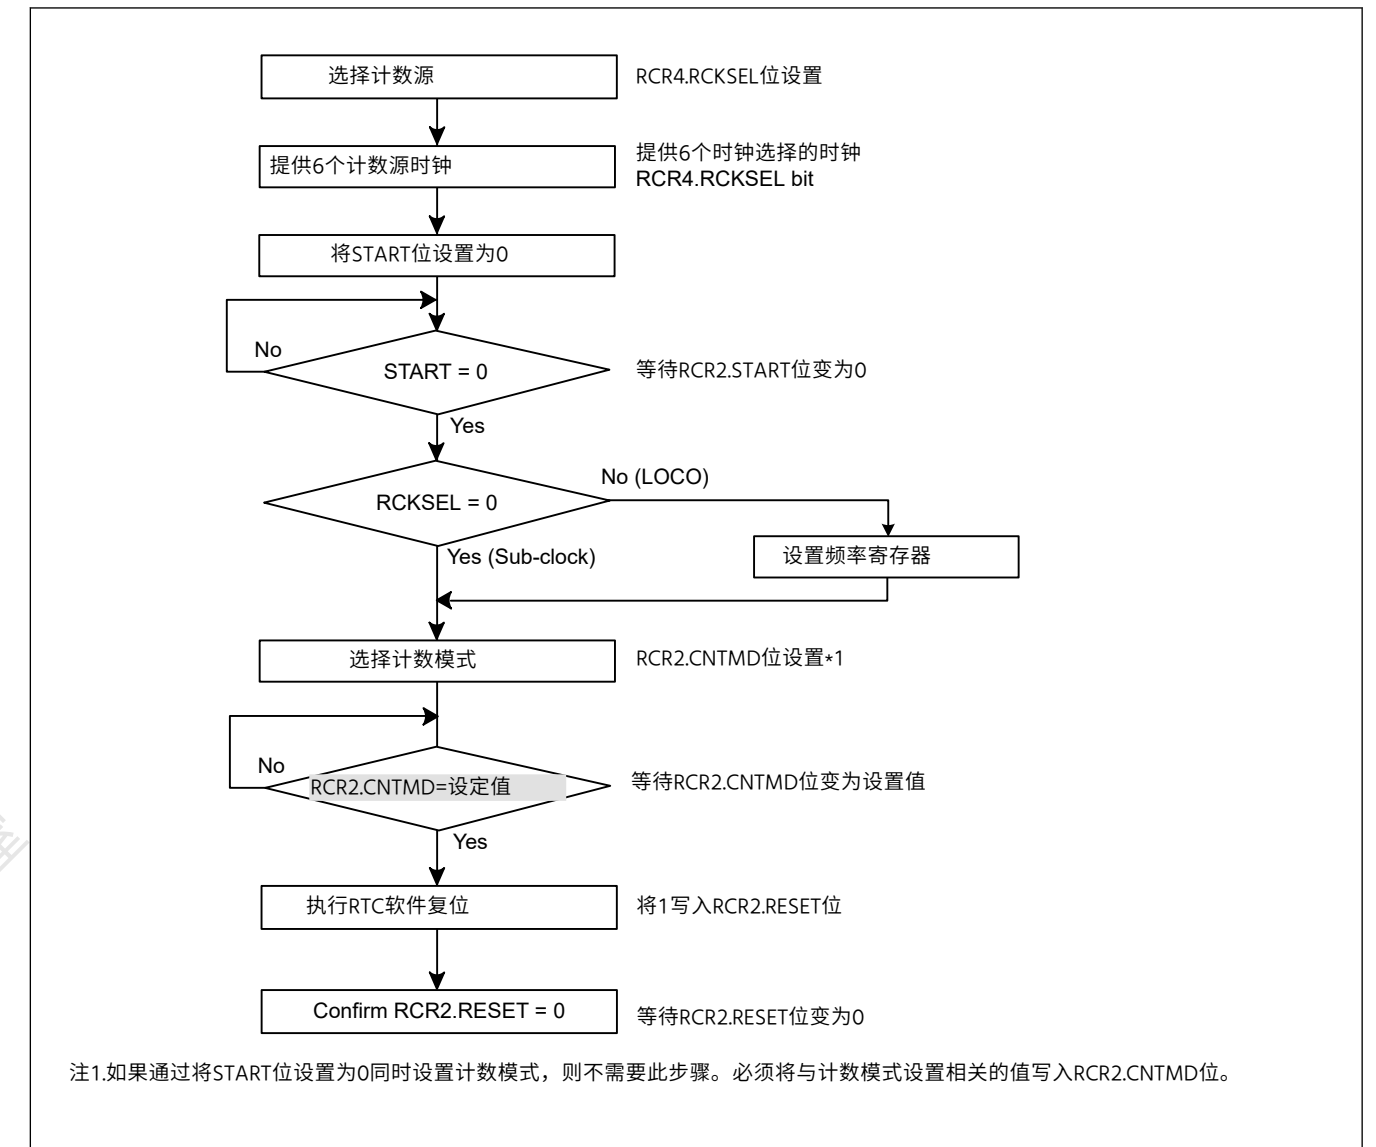 选择计数源
RCR4.RCKSEL位设置
提供6个计数源时钟
提供6个时钟选择的时钟
RCR4.RCKSEL bit
将START位设置为0
No
START = 0
等待RCR2.START位变为0
Yes
No (LOCO)
RCKSEL = 0
Yes (Sub-clock)
设置频率寄存器
选择计数模式
RCR2.CNTMD位设置*1
No
RCR2.CNTMD=设定值
等待RCR2.CNTMD位变为设置值
Yes
执行RTC软件复位
将1写入RCR2.RESET位
Confirm RCR2.RESET = 0
等待RCR2.RESET位变为0
注1.如果通过将START位设置为0同时设置计数模式，则不需要此步骤。必须将与计数模式设置相关的值写入RCR2.CNTMD位。